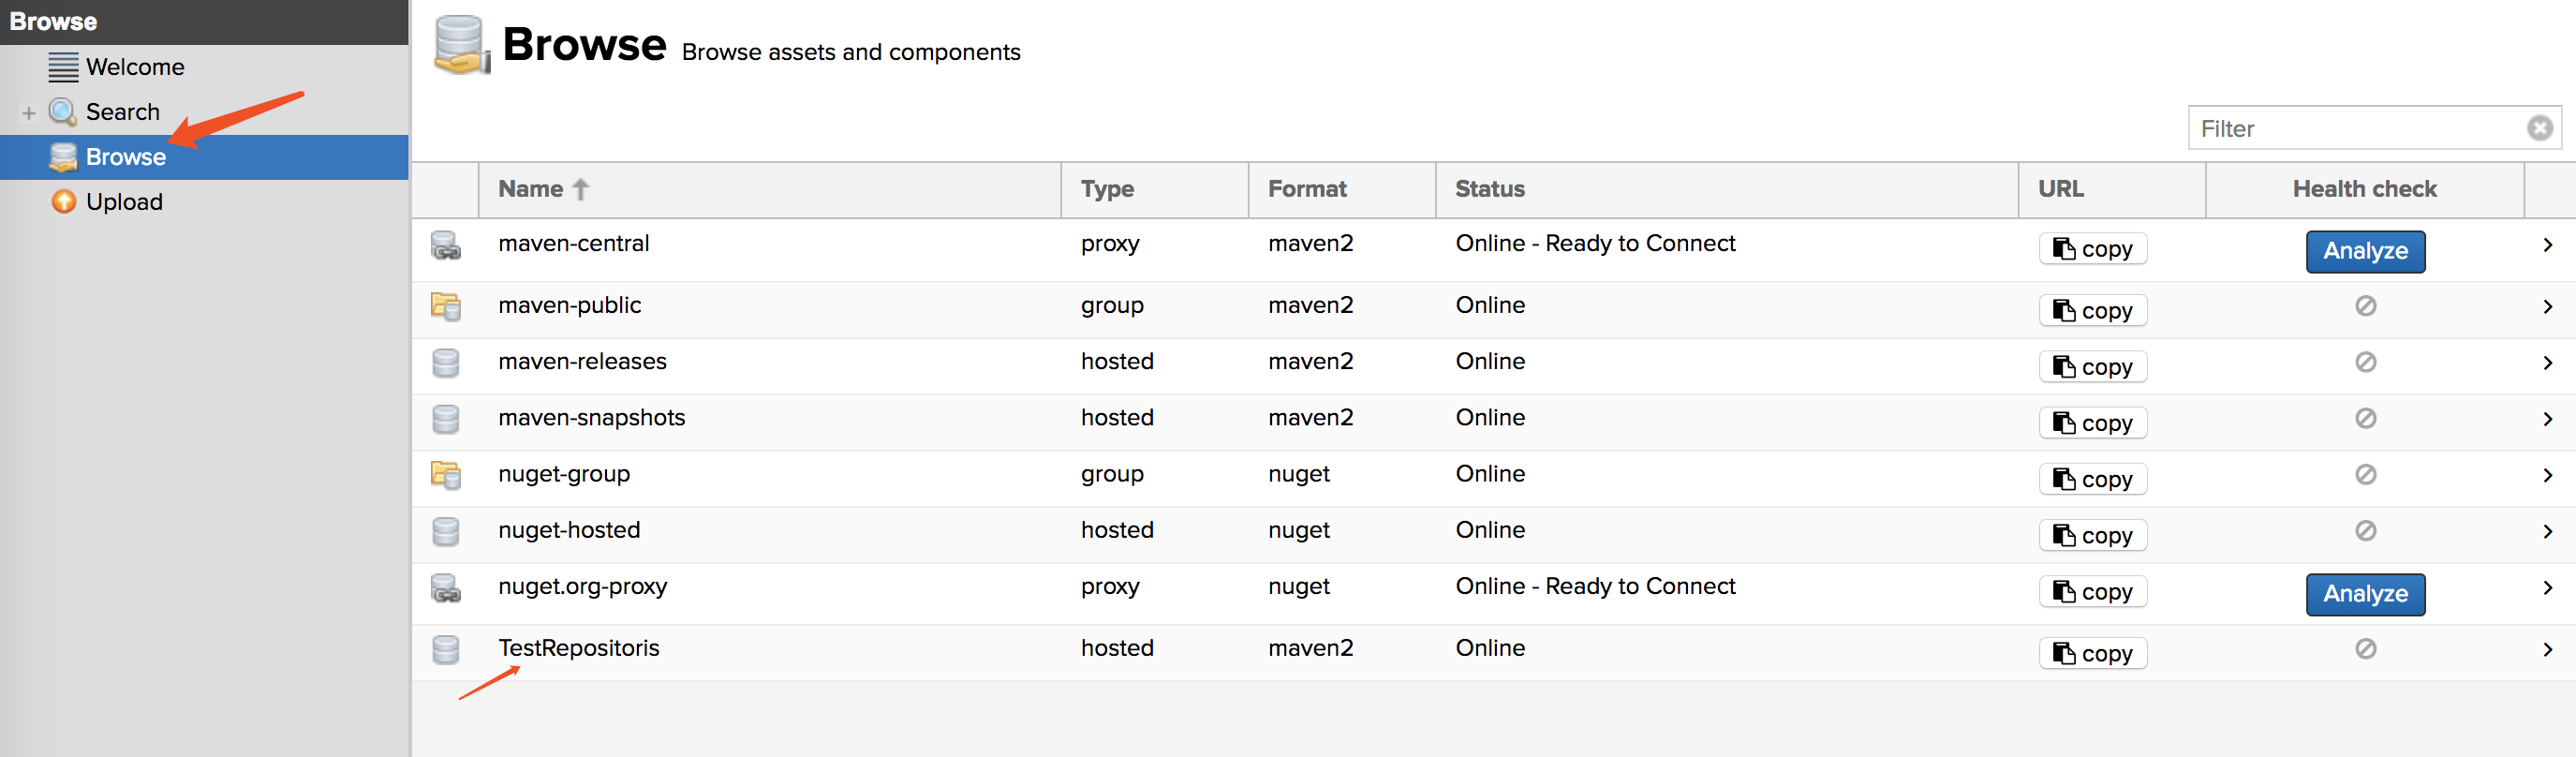 Browse
Welcome
Search
Browse
Upload
Browse Browse assets and components
Filter
Name Type Format Status URL Health check
maven-central proxy maven2 Online - Ready to Connect copy Analyze
maven-public group maven2 Online copy
maven-releases hosted maven2 Online copy
maven-snapshots hosted maven2 Online copy
nuget-group group nuget Online copy
nuget-hosted hosted nuget Online copy
nuget.org-proxy proxy nuget Online - Ready to Connect copy Analyze
TestRepositoris hosted maven2 Online copy